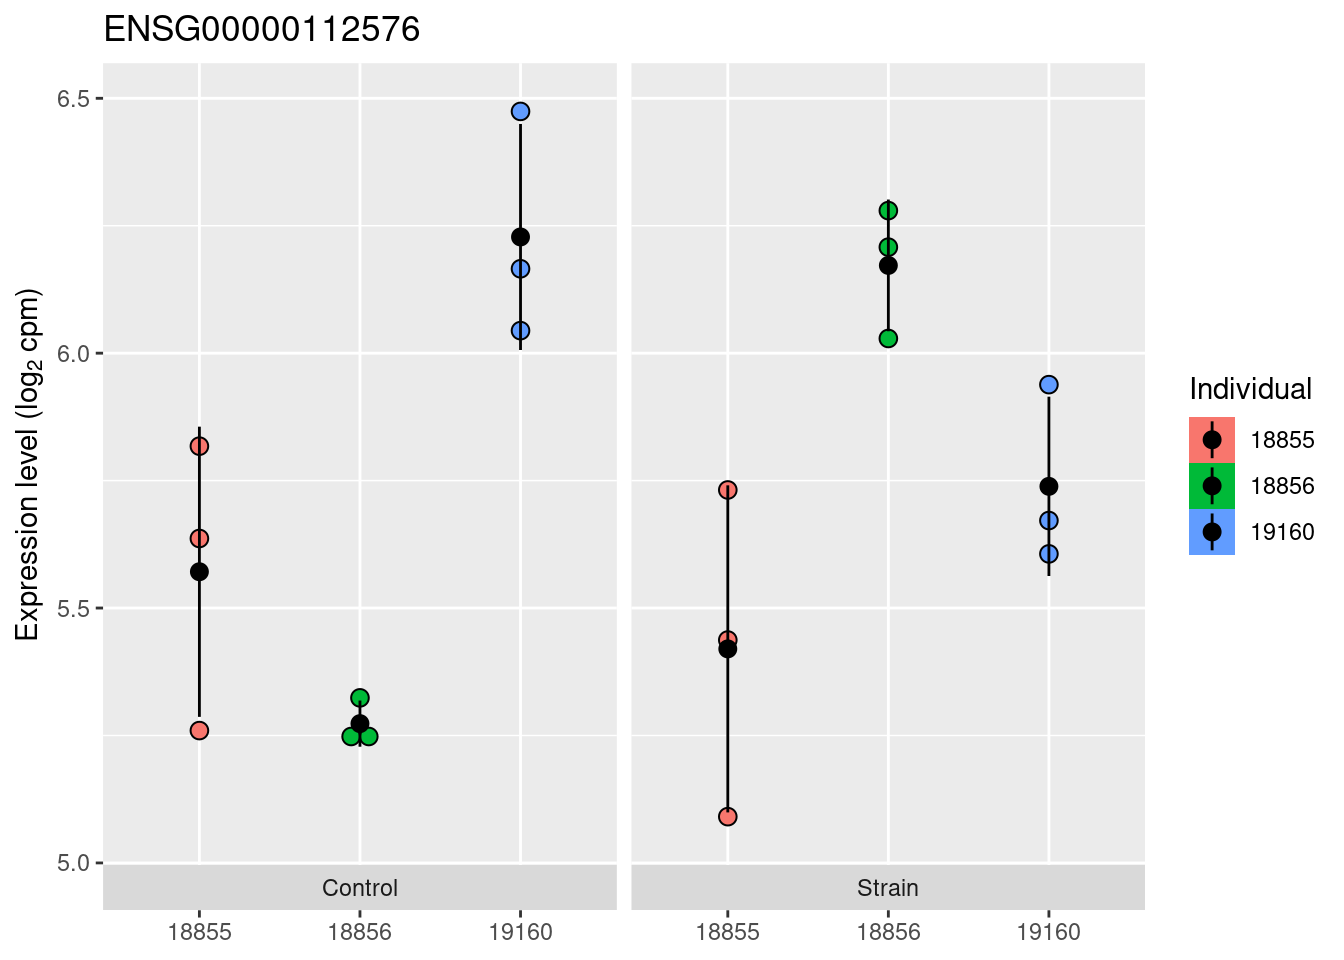 ENSG00000112576
Expression level (log₂ cpm)
6.5
6.0
5.5
5.0
Control
Strain
18855
18856
19160
18855
18856
19160
Individual
18855
18856
19160